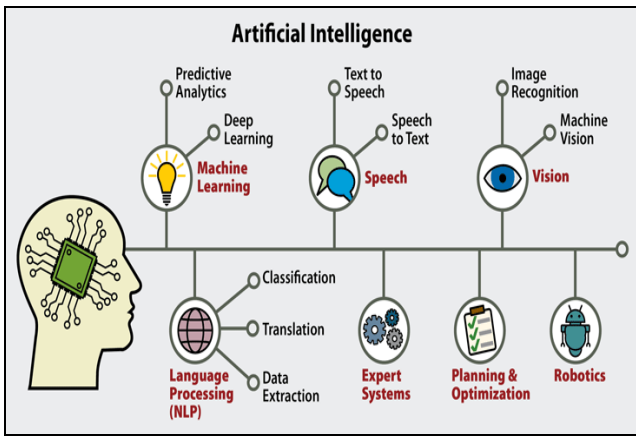 Artificial Intelligence
Predictive
Analytics
Deep
Learning
Machine
Learning
Text to
Speech
Speech
to Text
Speech
Image
Recognition
Machine
Vision
Vision
Classification
Translation
Data
Extraction
Language
Processing
(NLP)
Expert
Systems
Planning &
Optimization
Robotics